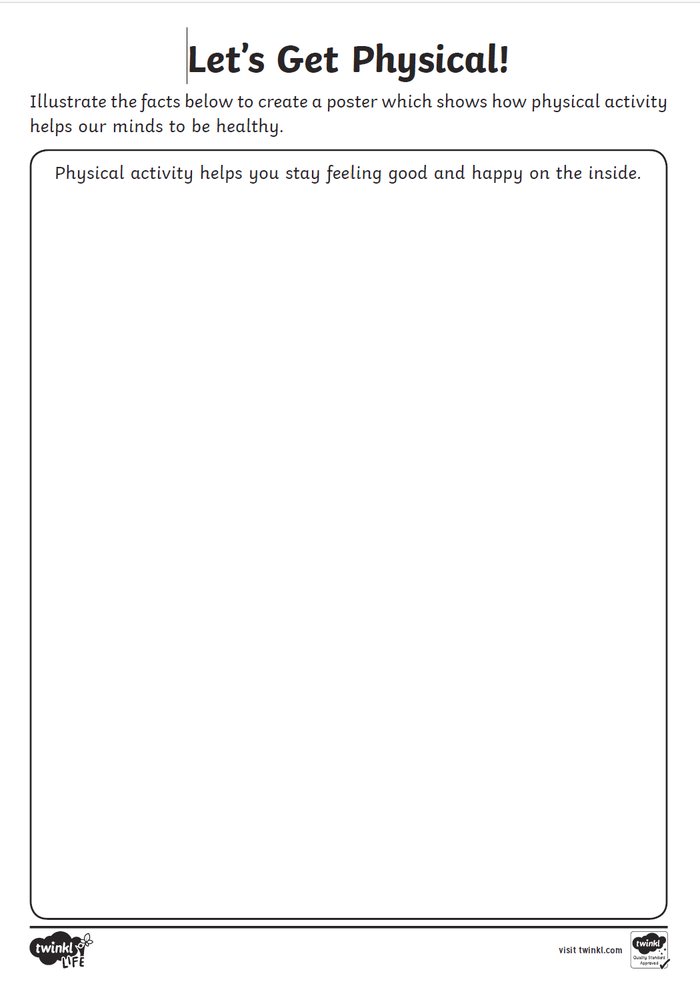 Let's Get Physical!
Illustrate the facts below to create a poster which shows how physical activity
helps our minds to be healthy.
Physical activity helps you stay feeling good and happy on the inside.
twinkl
LIFE
visit twinkl.com
twinkl
Quality Standard
Approved